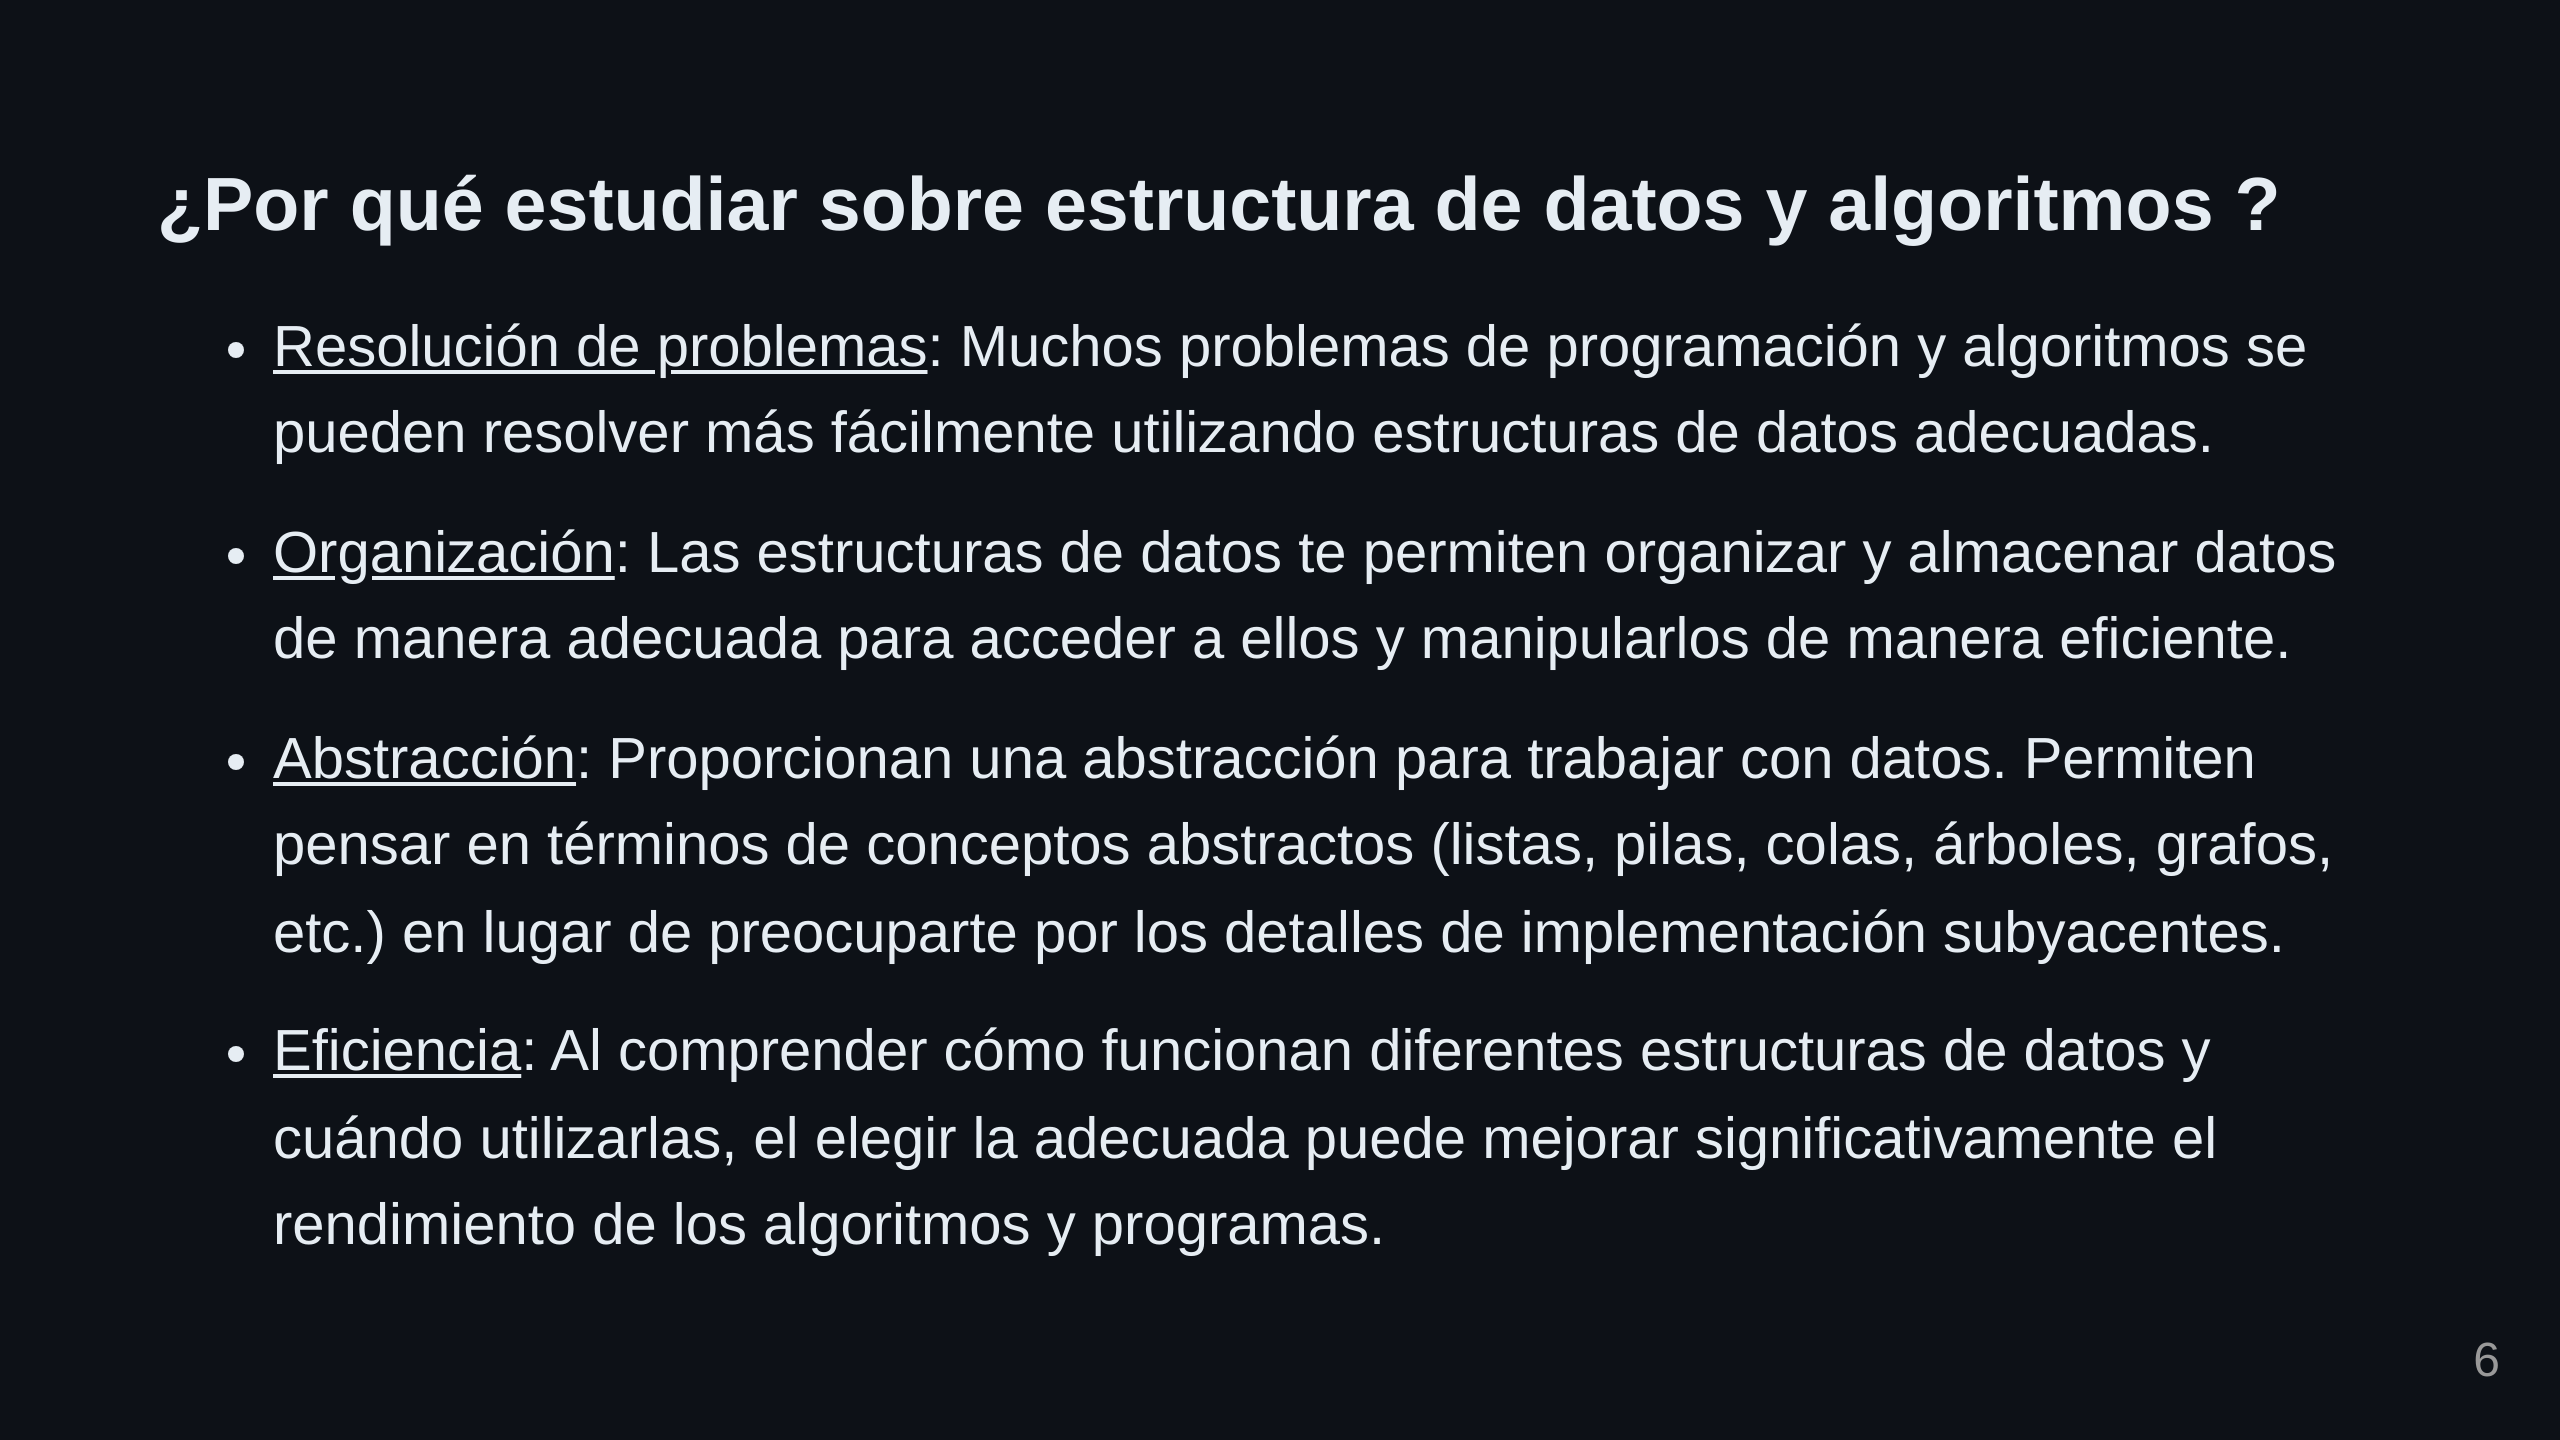 ¿Por qué estudiar sobre estructura de datos y algoritmos ?
• Resolución de problemas: Muchos problemas de programación y algoritmos se
pueden resolver más fácilmente utilizando estructuras de datos adecuadas.
• Organización: Las estructuras de datos te permiten organizar y almacenar datos
de manera adecuada para acceder a ellos y manipularlos de manera eficiente.
• Abstracción: Proporcionan una abstracción para trabajar con datos. Permiten
pensar en términos de conceptos abstractos (listas, pilas, colas, árboles, grafos,
etc.) en lugar de preocuparte por los detalles de implementación subyacentes.
• Eficiencia: Al comprender cómo funcionan diferentes estructuras de datos y
cuándo utilizarlas, el elegir la adecuada puede mejorar significativamente el
rendimiento de los algoritmos y programas.
6